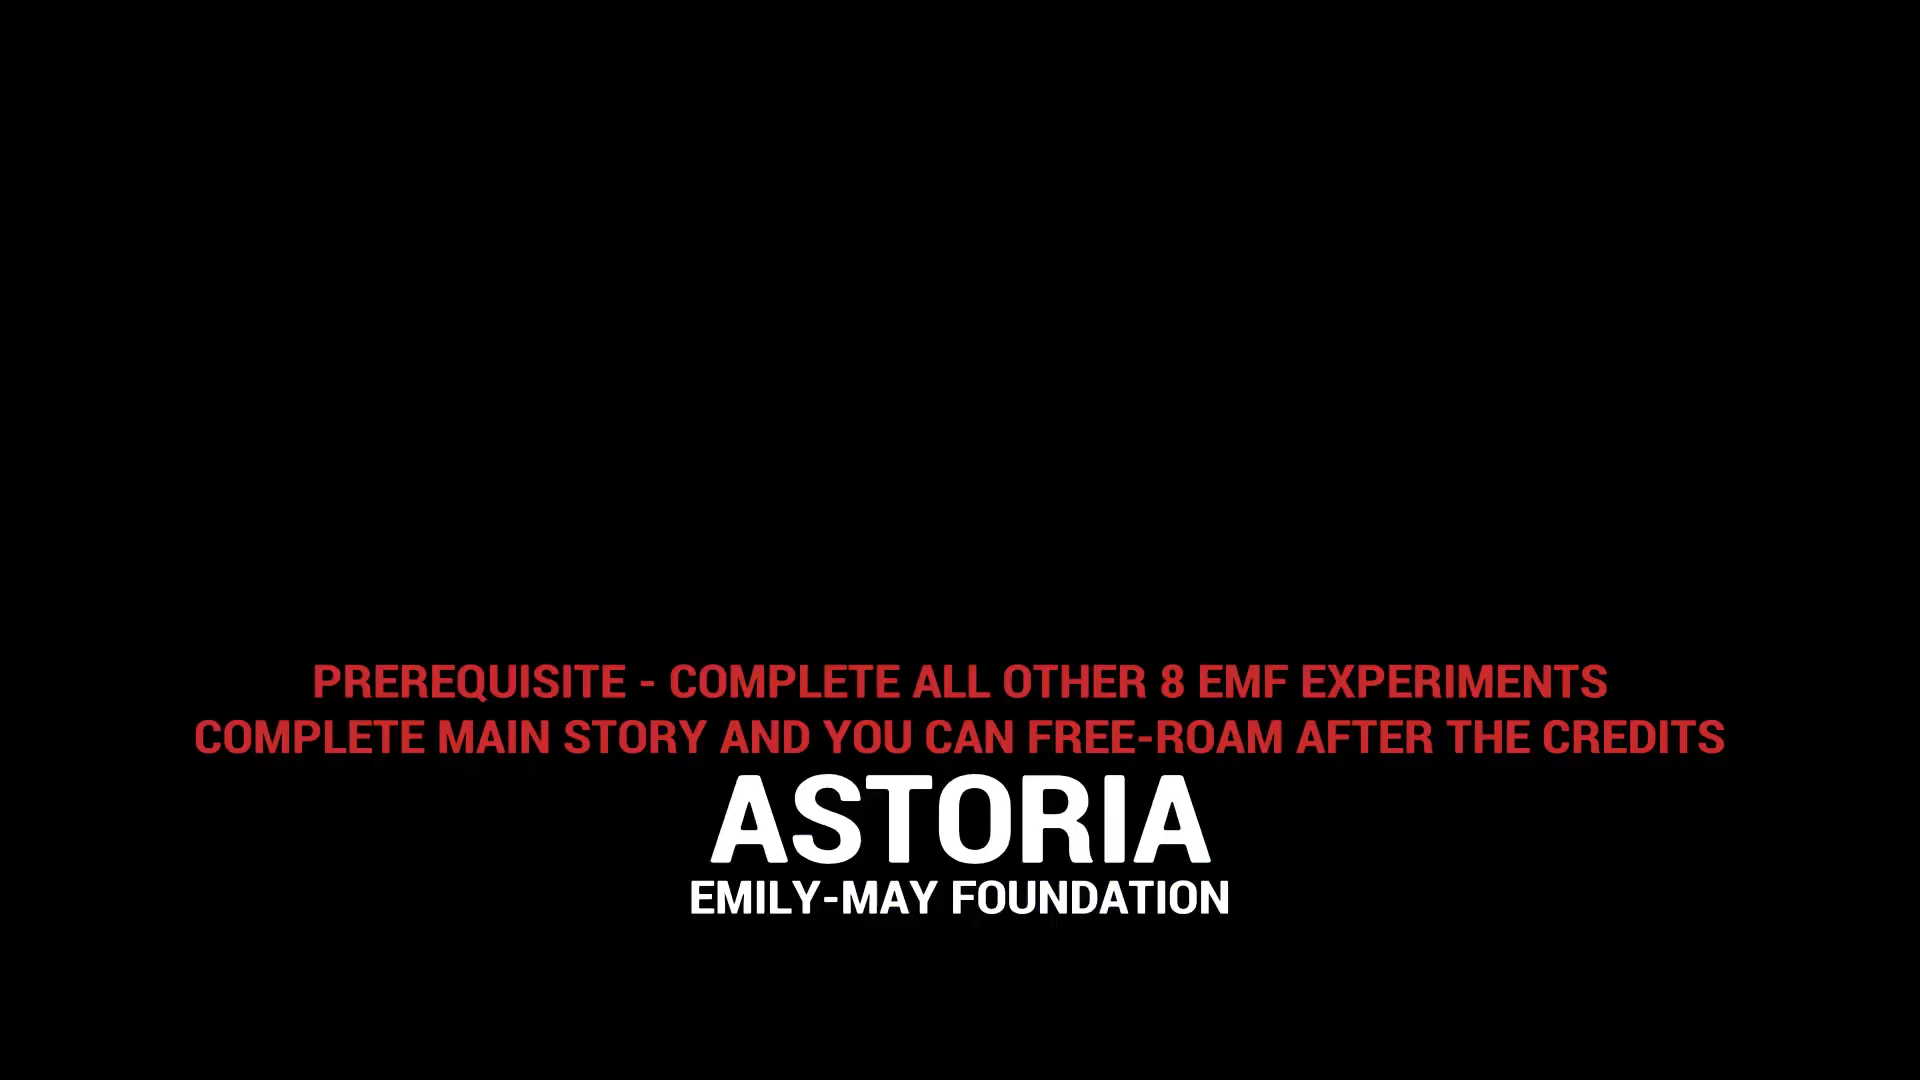 PREREQUISITE - COMPLETE ALL OTHER 8 EMF EXPERIMENTS
COMPLETE MAIN STORY AND YOU CAN FREE-ROAM AFTER THE CREDITS
ASTORIA
EMILY-MAY FOUNDATION